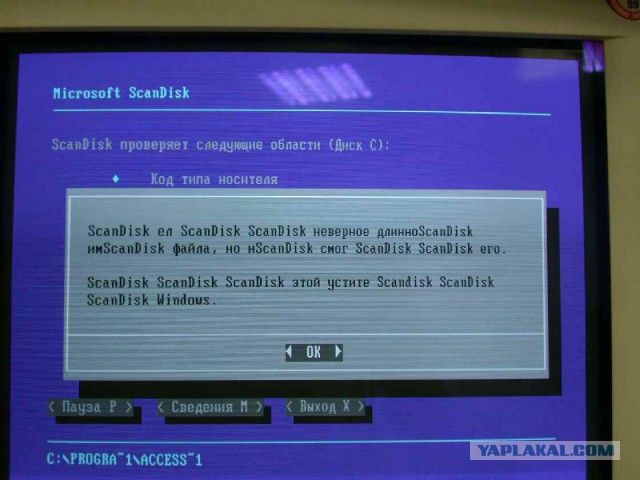 Microsoft ScanDisk
ScanDisk проверяет следующие области (Диск C):
♦ Код типа носителя
ScanDisk ел ScanDisk ScanDisk неверное длинноScanDisk
имScanDisk файла, но нScanDisk смог ScanDisk ScanDisk его.
ScanDisk ScanDisk ScanDisk этой устите Scandisk ScanDisk
ScanDisk Windows.
◄ OK ►
< Пауза P > < Сведения M > < Выход X >
C:\PROGRA~1\ACCESS~1
YAPLAKAL.COM